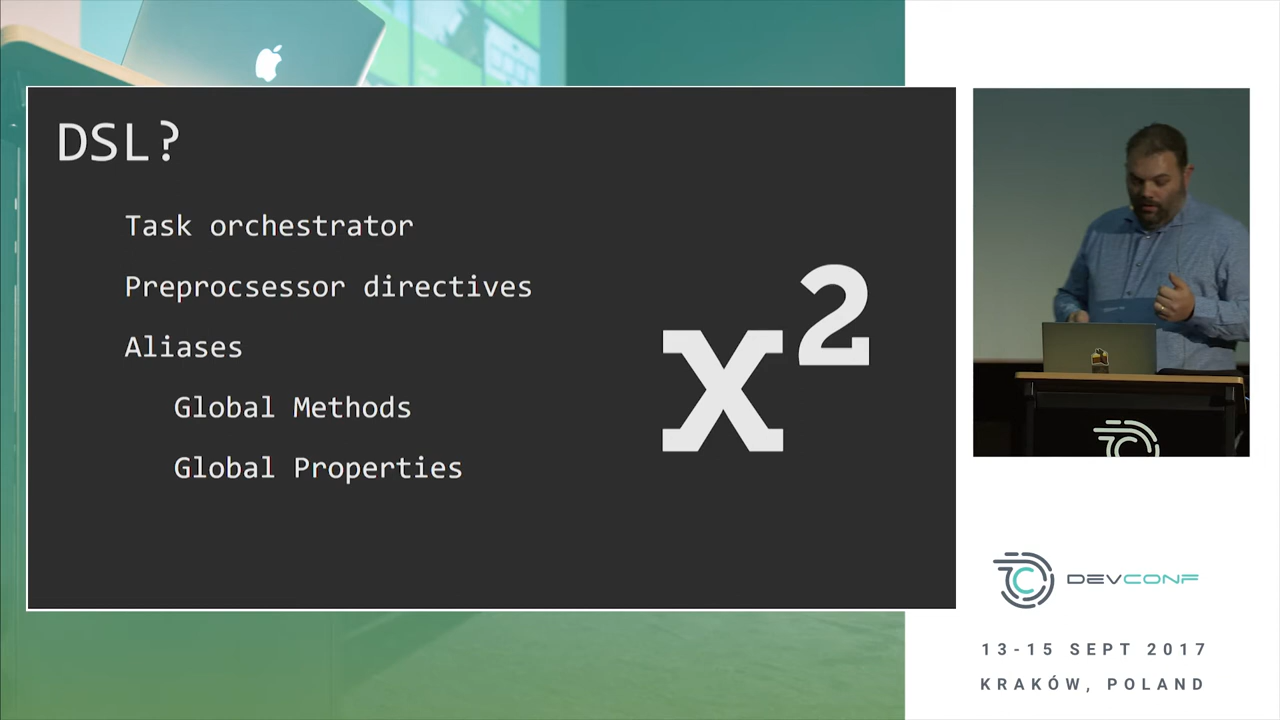 DSL?
Task orchestrator
Preprocsessor directives
Aliases
Global Methods
Global Properties
x²
DEVCONF
13-15 SEPT 2017
KRAKÓW, POLAND